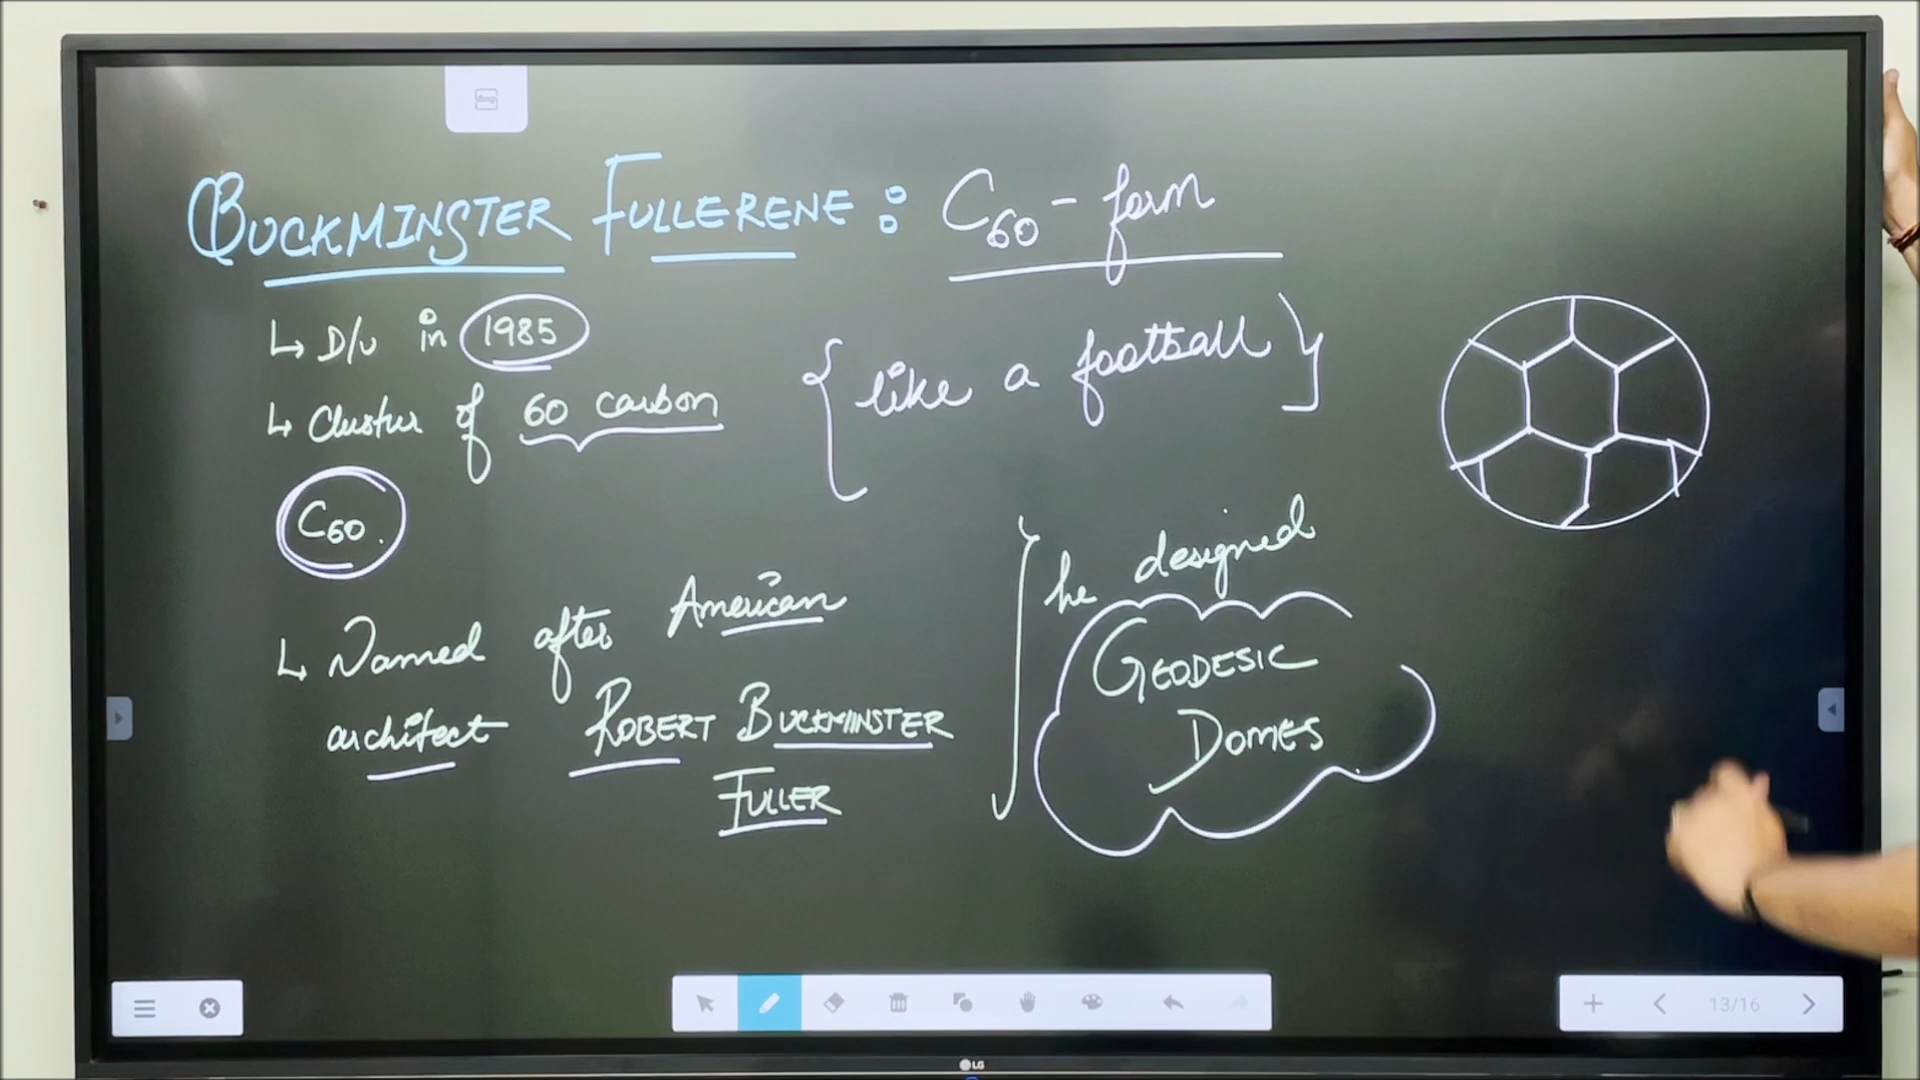 BUCKMINSTER FULLERENE : C60 - form
↳ D/v in 1985
{ like a football }
↳ Cluster of 60 carbon
C60.
he designed
GEODESIC
DOMES
↳ Named after American
architect ROBERT BUCKMINSTER
FULLER
13/16
LG